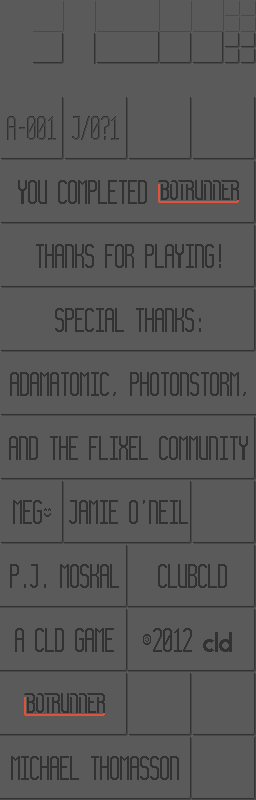 A-001 J/0?1
YOU COMPLETED BOTRUNNER
THANKS FOR PLAYING!
SPECIAL THANKS:
ADAMATOMIC, PHOTONSTORM,
AND THE FLIXEL COMMUNITY
MEG JAMIE O'NEIL
P.J. MOSKAL CLUBCLD
A CLD GAME ©2012 cld
BOTRUNNER
MICHAEL THOMASSON